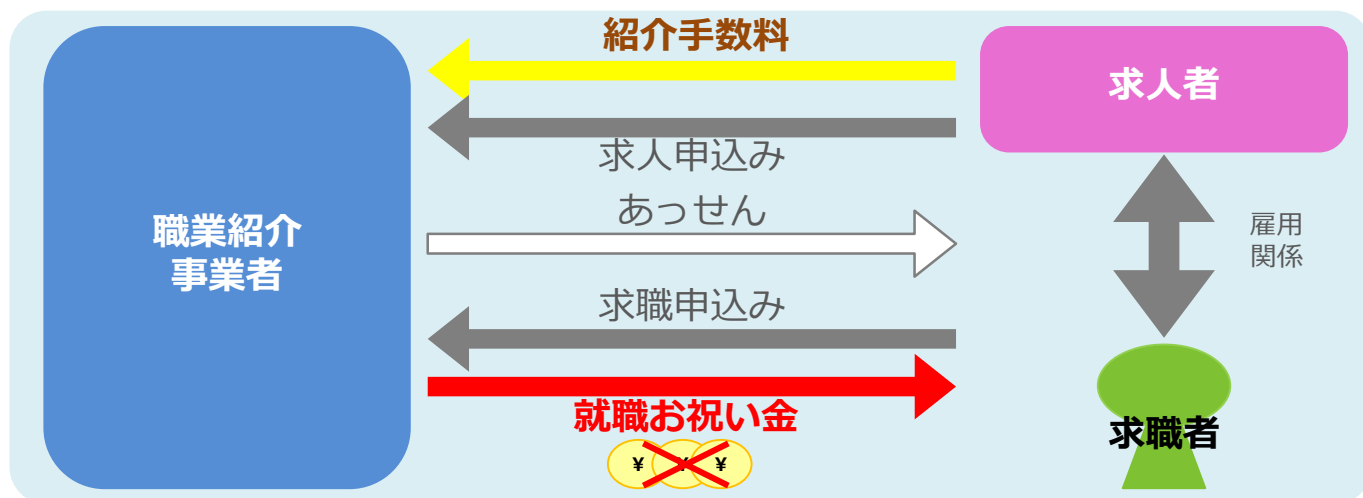 紹介手数料
求人者
求人申込み
あっせん
職業紹介
事業者
雇用
関係
求職申込み
就職お祝い金
求職者
¥ ¥ ¥